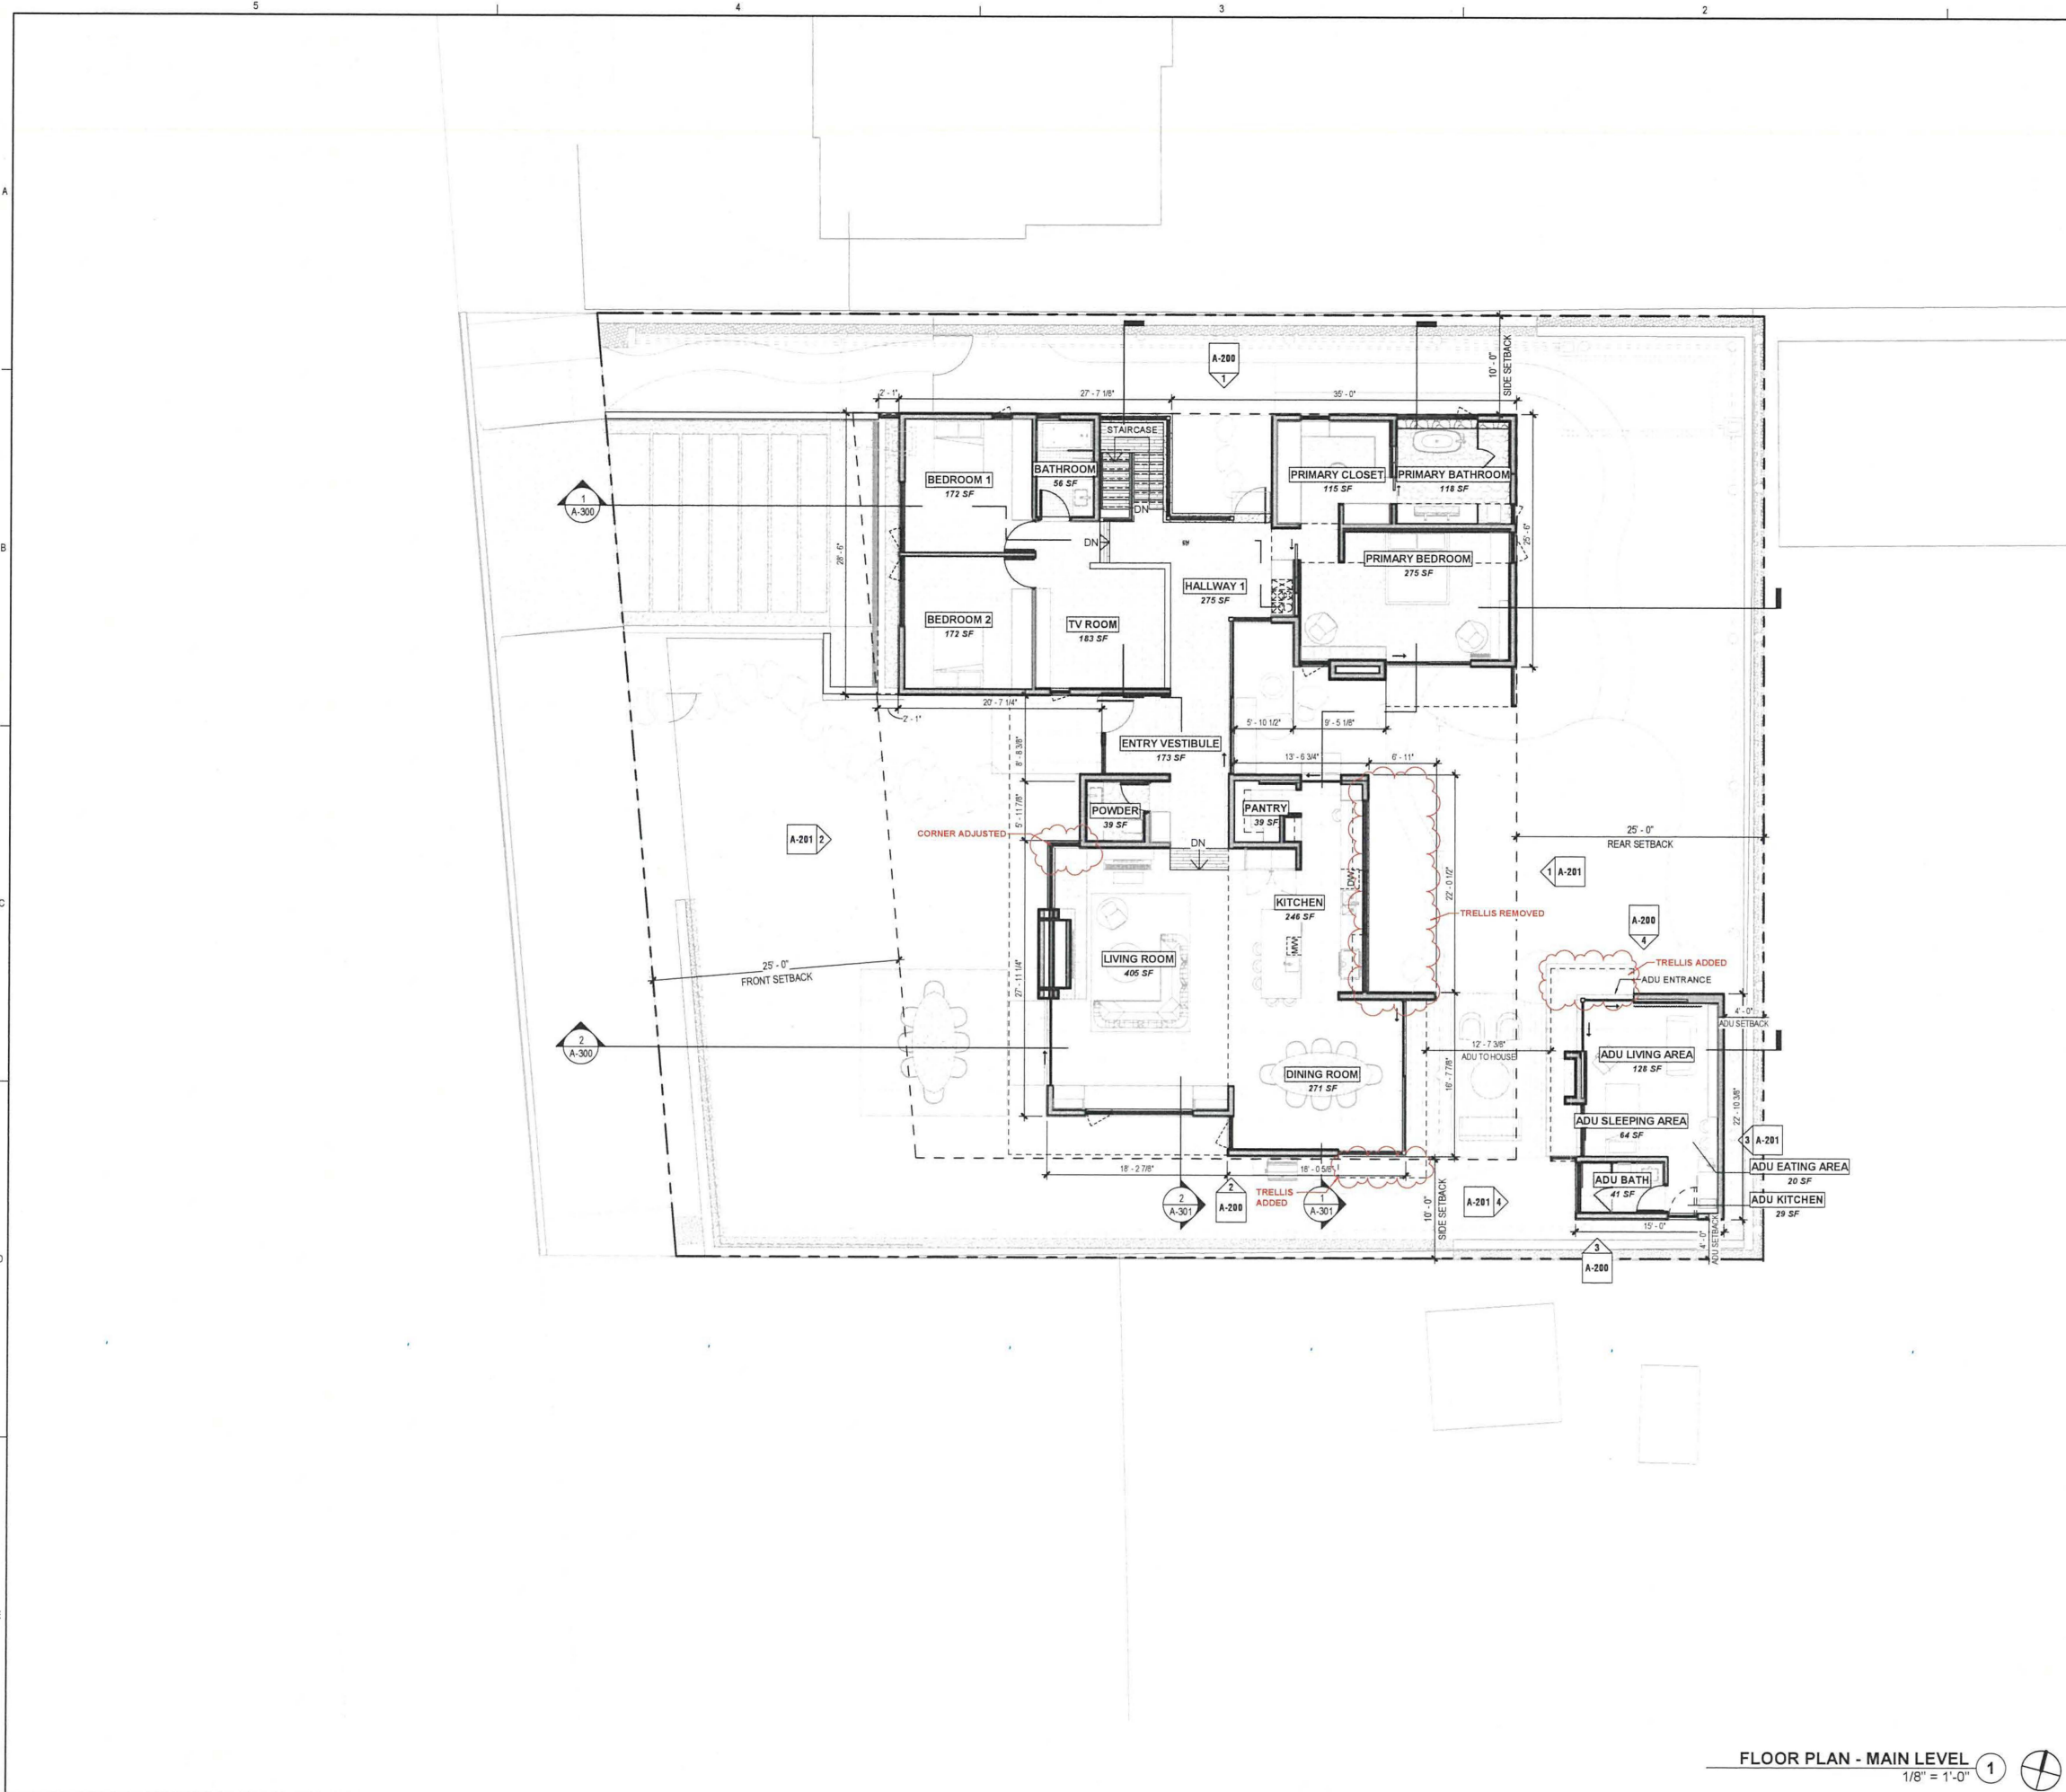 5
4
3
2
A
B
C
D
A-200
1
10' - 0"
SIDE SETBACK
2' - 1"
27' - 7 1/8"
35' - 0"
STAIRCASE
BEDROOM 1
172 SF
BATHROOM
56 SF
PRIMARY CLOSET
115 SF
PRIMARY BATHROOM
118 SF
1
A-300
DN
DN
28' - 6"
25' - 6"
PRIMARY BEDROOM
275 SF
HALLWAY 1
275 SF
BEDROOM 2
172 SF
TV ROOM
183 SF
20' - 7 1/4"
2' - 1"
5' - 10 1/2"
9' - 5 1/8"
ENTRY VESTIBULE
173 SF
8' - 8 3/8"
13' - 6 3/4"
6' - 11"
POWDER
39 SF
PANTRY
39 SF
5' - 11 7/8"
CORNER ADJUSTED
A-201 2
DN
25' - 0"
REAR SETBACK
1 A-201
DW
22' - 0 1/2"
KITCHEN
246 SF
TRELLIS REMOVED
A-200
4
MW
LIVING ROOM
405 SF
25' - 0"
FRONT SETBACK
27' - 11 1/4"
TRELLIS ADDED
ADU ENTRANCE
4' - 0"
ADU SETBACK
2
A-300
12' - 7 3/8"
ADU TO HOUSE
ADU LIVING AREA
128 SF
DINING ROOM
271 SF
16' - 7 7/8"
22' - 10 3/8"
ADU SLEEPING AREA
64 SF
3 A-201
ADU EATING AREA
20 SF
18' - 2 7/8"
18' - 0 5/8"
ADU BATH
41 SF
ADU KITCHEN
29 SF
2
A-301
2
A-200
TRELLIS
ADDED
1
A-301
10' - 0"
SIDE SETBACK
A-201 4
15' - 0"
4' - 0"
ADU SETBACK
3
A-200
FLOOR PLAN - MAIN LEVEL 1
1/8" = 1'-0"